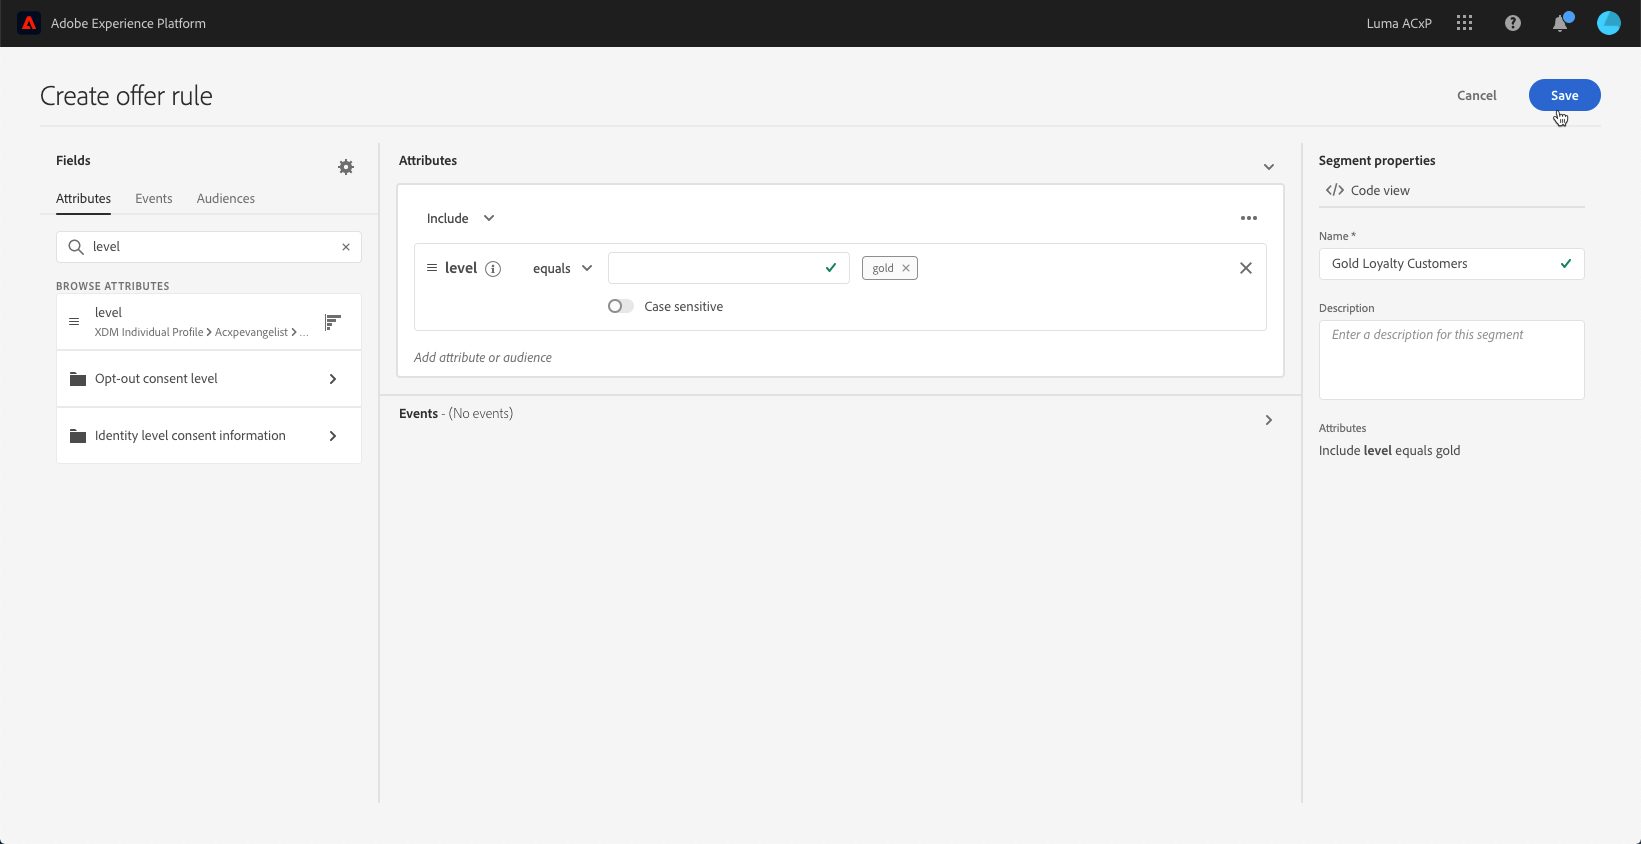 Adobe Experience Platform
Luma ACxP
Create offer rule
Cancel
Save
Fields
Attributes Events Audiences
level
BROWSE ATTRIBUTES
level
XDM Individual Profile > Acxpevangelist > ...
Opt-out consent level
Identity level consent information
Attributes
Include
level equals gold
Case sensitive
Add attribute or audience
Events - (No events)
Segment properties
</> Code view
Name *
Gold Loyalty Customers
Description
Enter a description for this segment
Attributes
Include level equals gold